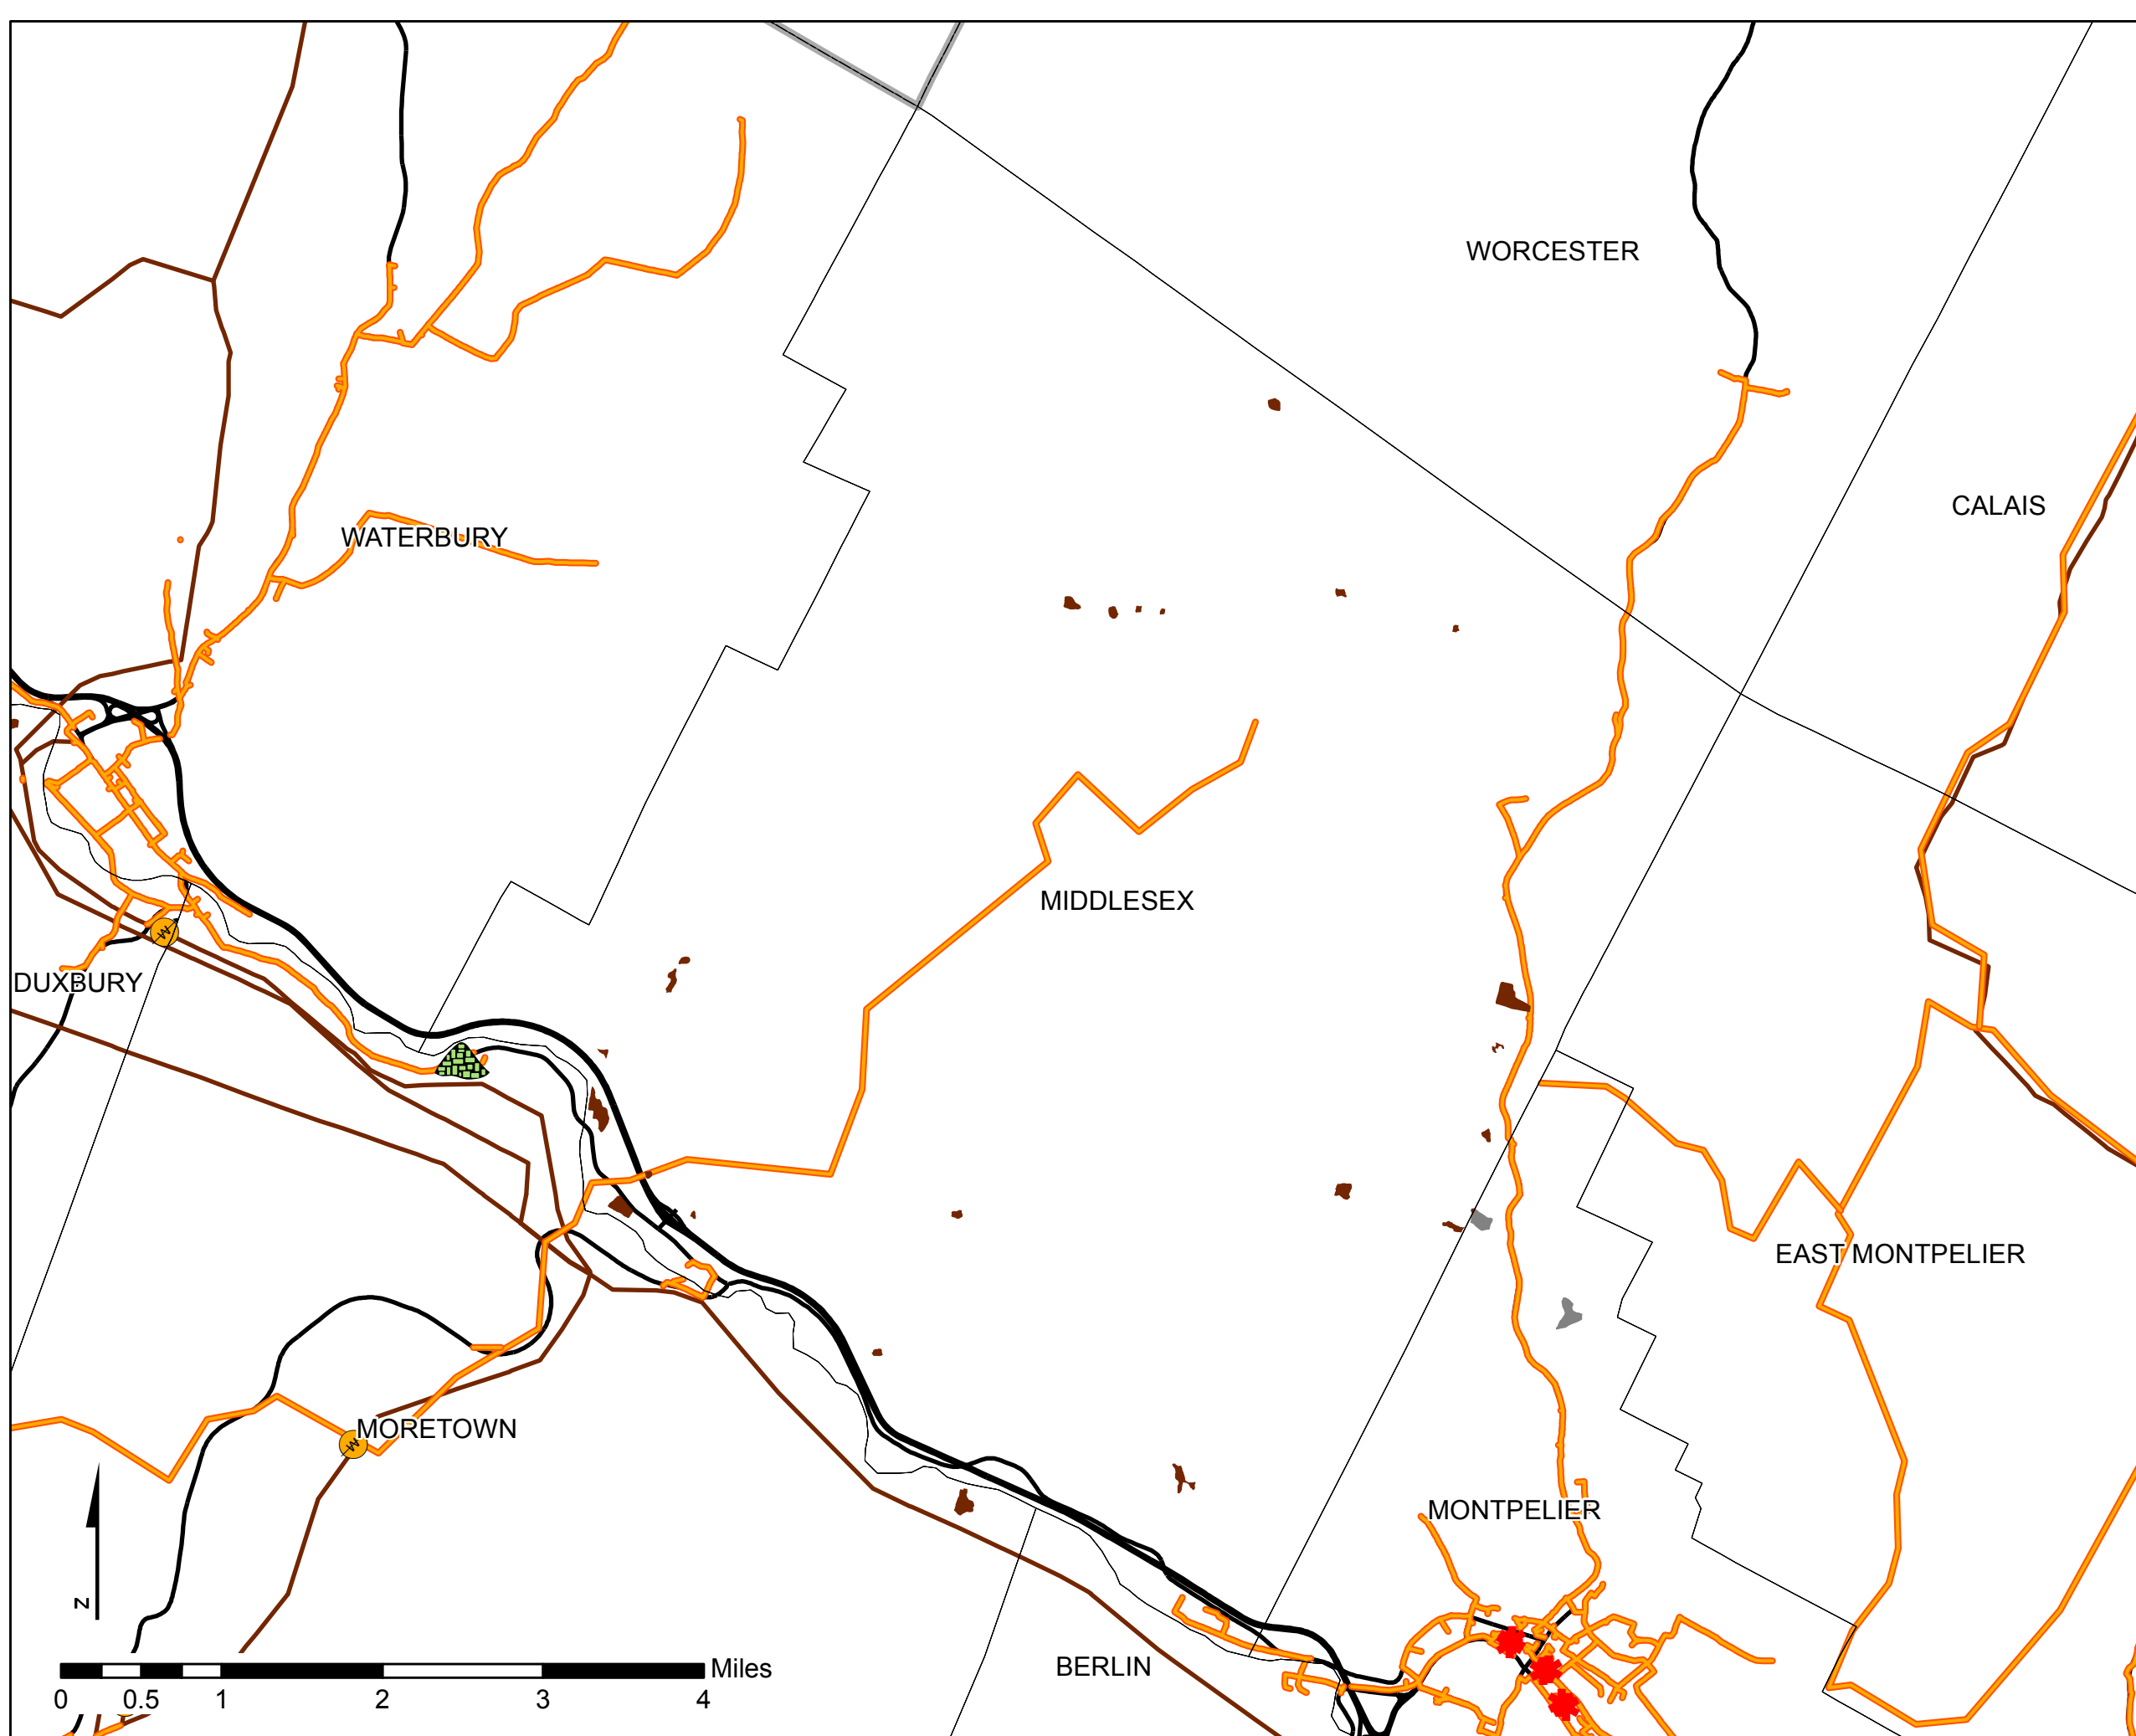 WORCESTER
CALAIS
WATERBURY
MIDDLESEX
W
DUXBURY
EAST MONTPELIER
MORETOWN
W
MONTPELIER
N
BERLIN
Miles
0 0.5 1 2 3 4